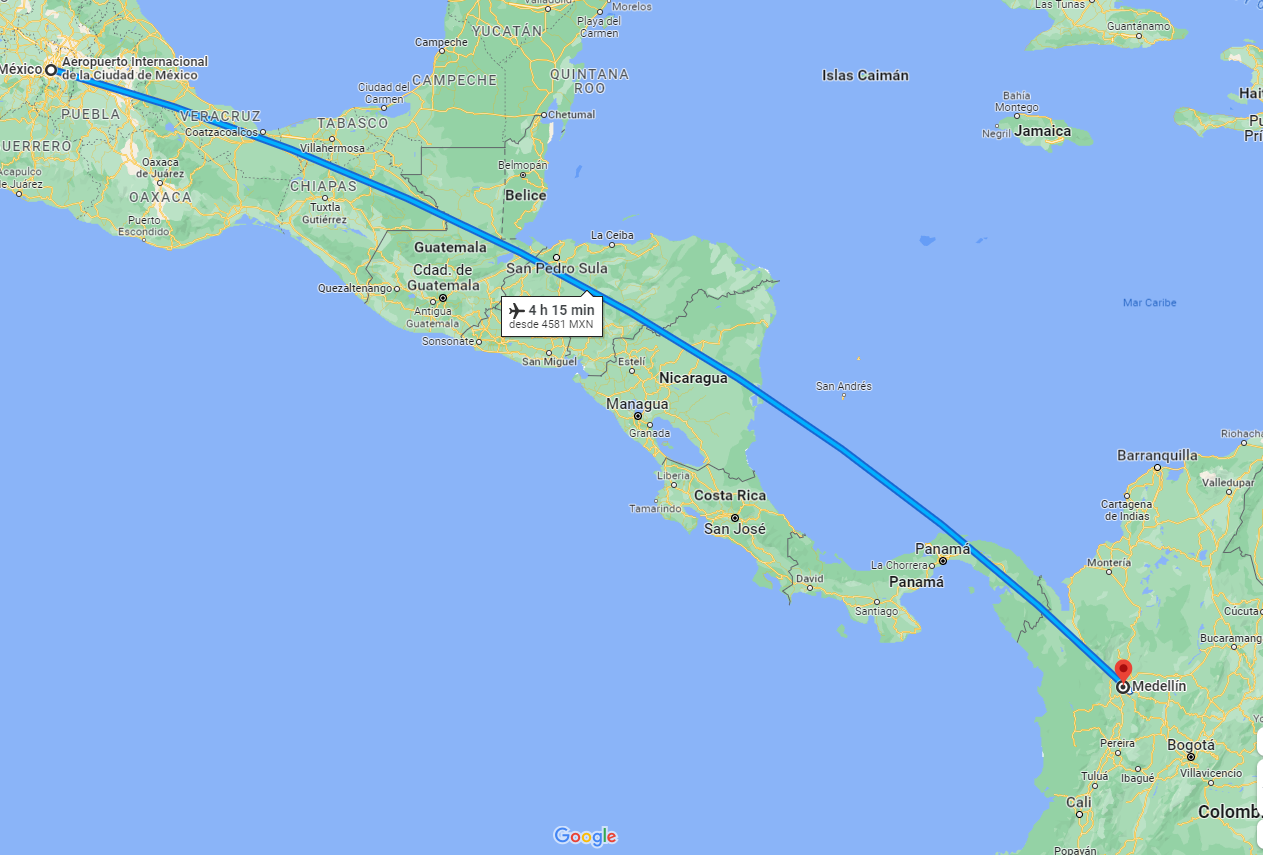 Valladolid
Morelos
Las Tunas
Playa del
Carmen
YUCATÁN
Guantánamo
Campeche
México
Aeropuerto Internacional
de la Ciudad de México
CAMPECHE
QUINTANA
ROO
Islas Caimán
Ciudad del
Carmen
Bahía
Montego
Hai
PUEBLA
VERACRUZ
TABASCO
Chetumal
Coatzacoalcos
Negril
Jamaica
Pu
Prí
UERRERO
Villahermosa
Oaxaca
de Juárez
Belmopán
Acapulco
de Juárez
CHIAPAS
OAXACA
Belice
Tuxtla
Gutiérrez
Puerto
Escondido
La Ceiba
Guatemala
San Pedro Sula
Cdad. de
Guatemala
Quezaltenango
Mar Caribe
Antigua
Guatemala
4 h 15 min
desde 4581 MXN
Sonsonate
San Miguel
Estelí
Nicaragua
San Andrés
Managua
Granada
Riohacha
Barranquilla
Liberia
Valledupar
Costa Rica
Tamarindo
Cartagena
de Indias
San José
Panamá
La Chorrera
Montería
David
Panamá
Santiago
Cúcuta
Bucaramang
Medellín
Yo
Pereira
Bogotá
Tuluá
Ibagué
Villavicencio
Cali
Colomb
Google
Popayán